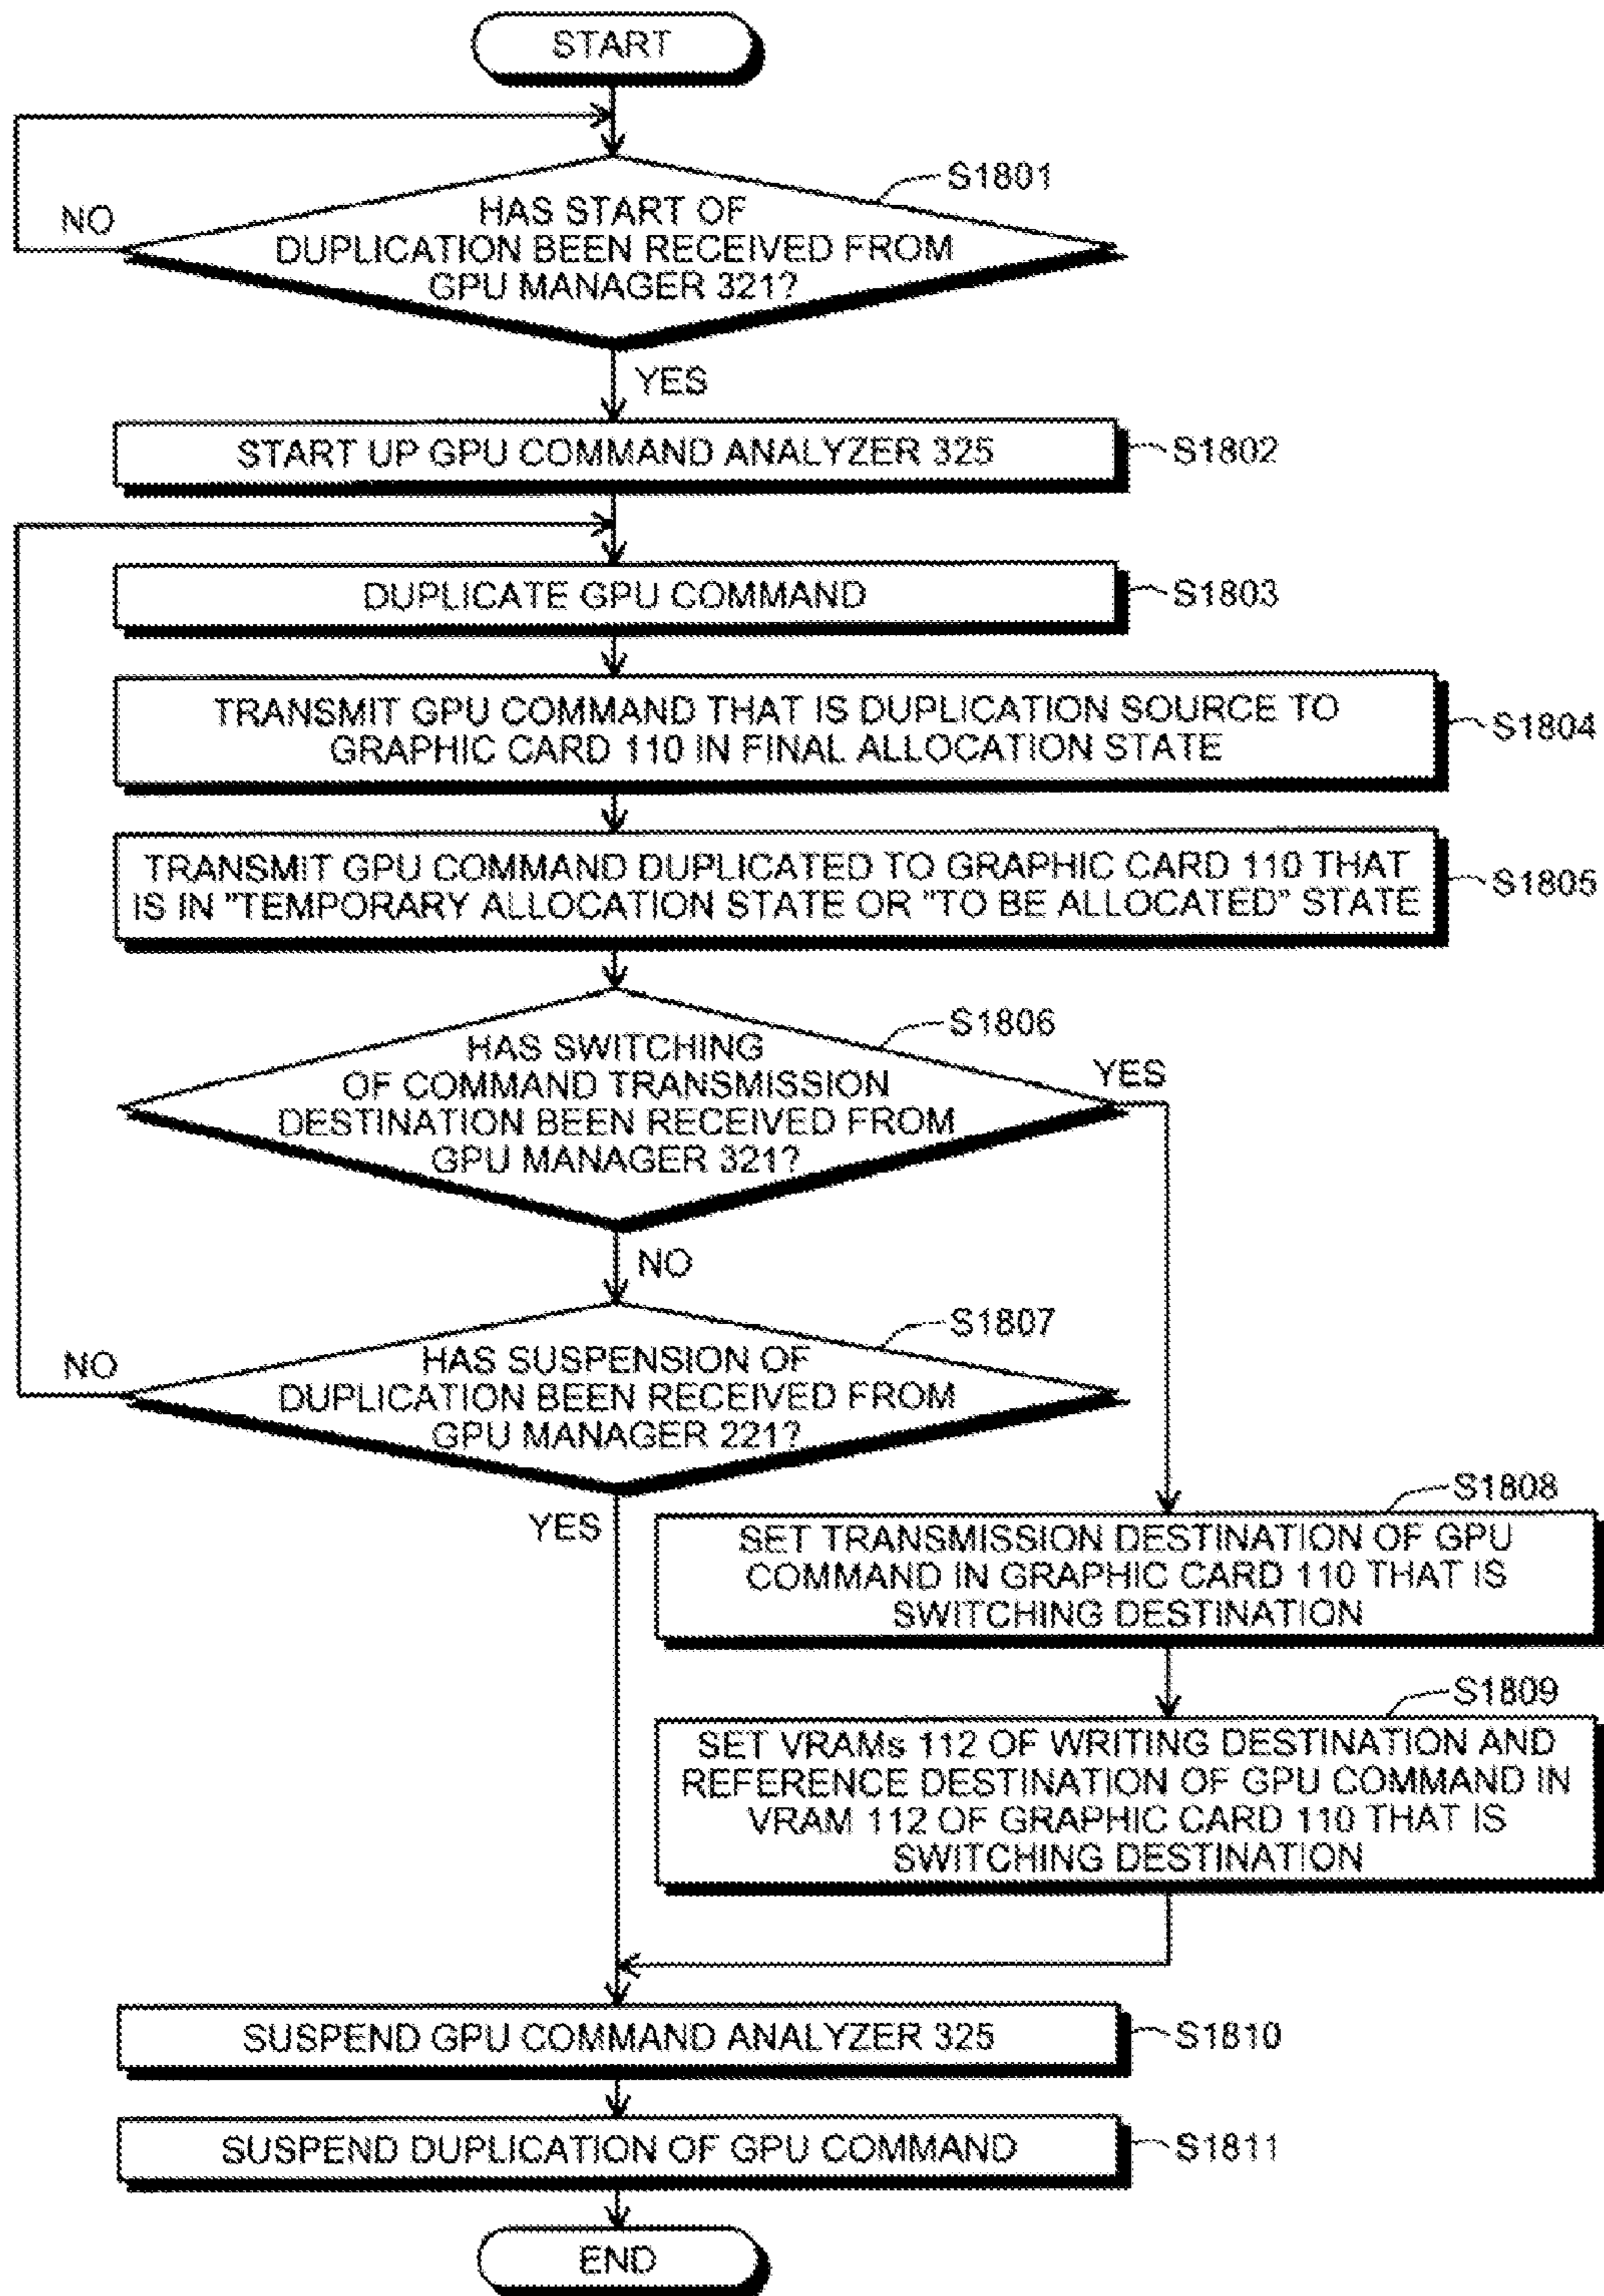 START
S1801
HAS START OF
DUPLICATION BEEN RECEIVED FROM
GPU MANAGER 321?
NO
YES
START UP GPU COMMAND ANALYZER 325
S1802
DUPLICATE GPU COMMAND
S1803
TRANSMIT GPU COMMAND THAT IS DUPLICATION SOURCE TO
GRAPHIC CARD 110 IN FINAL ALLOCATION STATE
S1804
TRANSMIT GPU COMMAND DUPLICATED TO GRAPHIC CARD 110 THAT
IS IN "TEMPORARY ALLOCATION STATE OR "TO BE ALLOCATED" STATE
S1805
S1806
HAS SWITCHING
OF COMMAND TRANSMISSION
DESTINATION BEEN RECEIVED FROM
GPU MANAGER 321?
YES
NO
S1807
HAS SUSPENSION OF
DUPLICATION BEEN RECEIVED FROM
GPU MANAGER 221?
NO
YES
S1808
SET TRANSMISSION DESTINATION OF GPU
COMMAND IN GRAPHIC CARD 110 THAT IS
SWITCHING DESTINATION
S1809
SET VRAMs 112 OF WRITING DESTINATION AND
REFERENCE DESTINATION OF GPU COMMAND IN
VRAM 112 OF GRAPHIC CARD 110 THAT IS
SWITCHING DESTINATION
SUSPEND GPU COMMAND ANALYZER 325
S1810
SUSPEND DUPLICATION OF GPU COMMAND
S1811
END